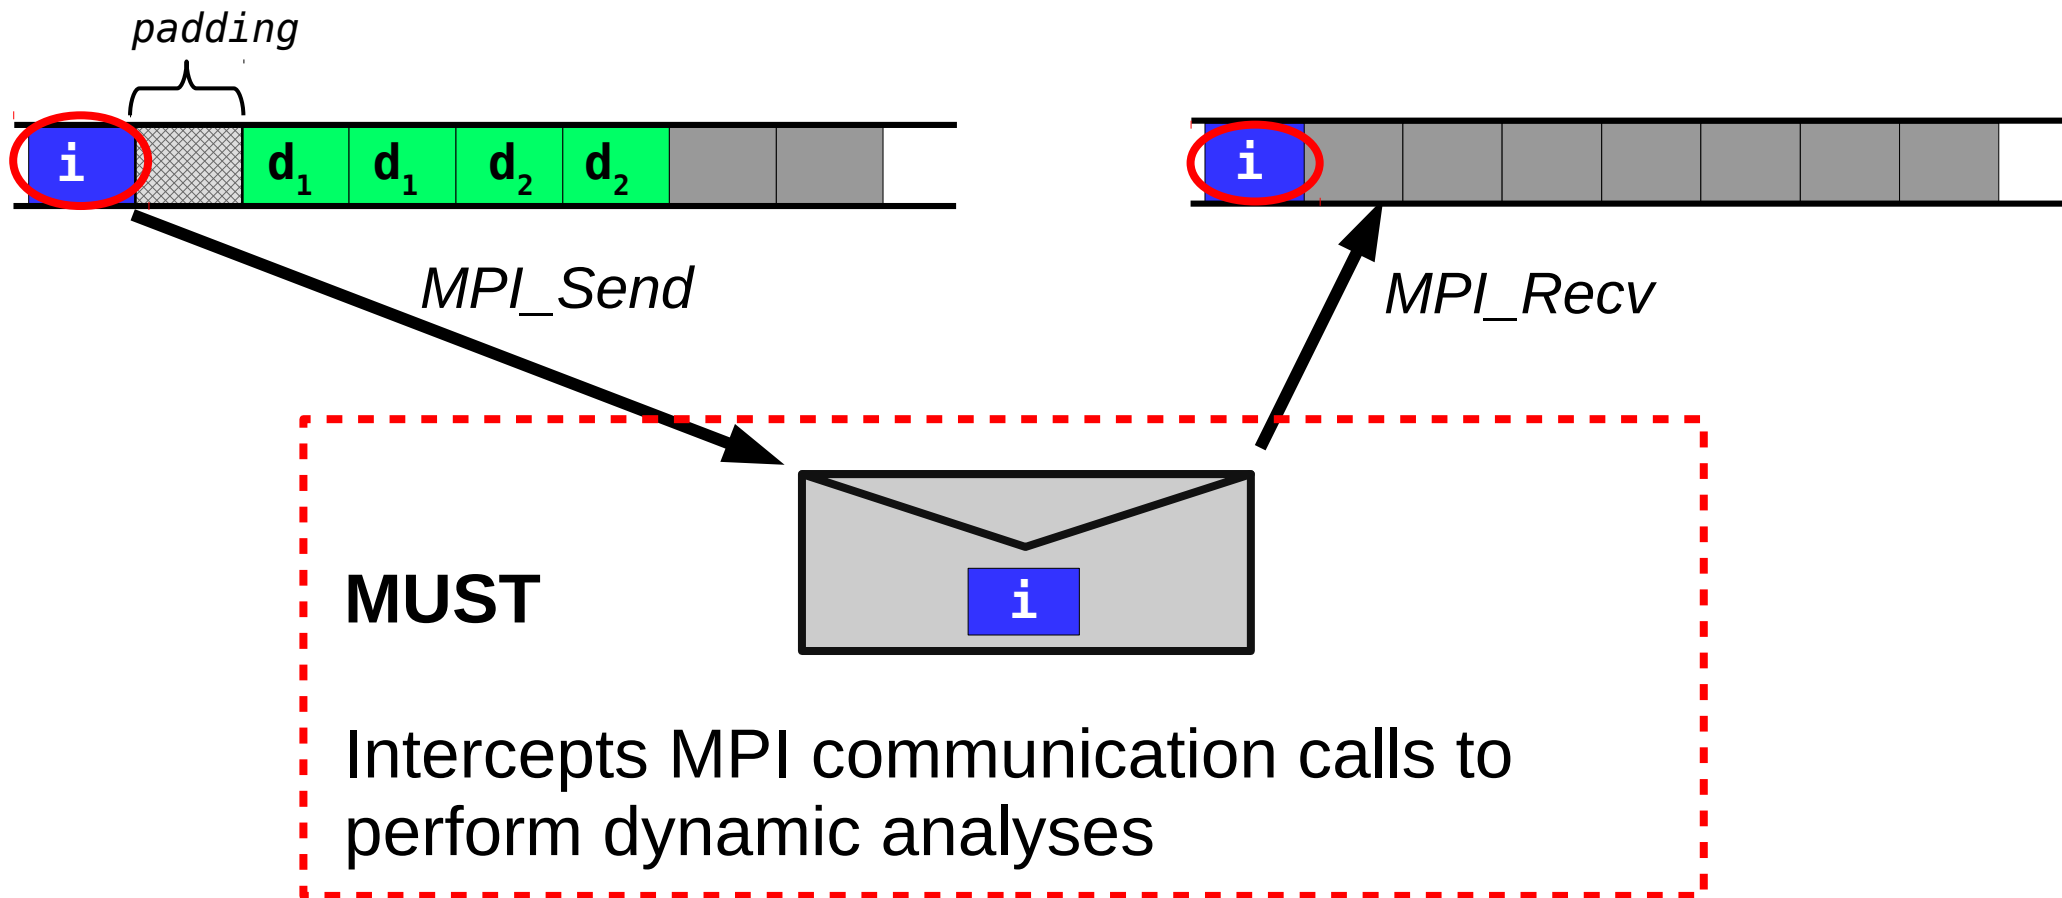 padding
i d1 d1 d2 d2
i
MPI_Send
MPI_Recv
i
MUST
Intercepts MPI communication calls to
perform dynamic analyses